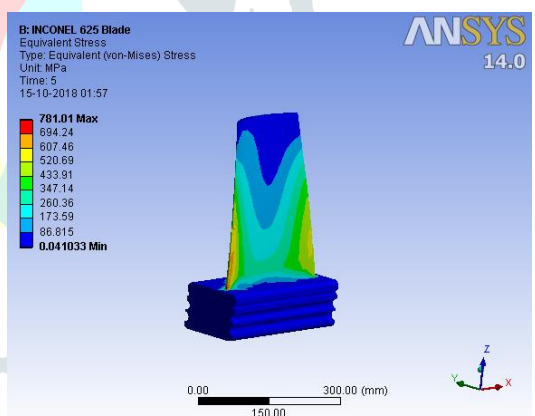 B: INCONEL 625 Blade
Equivalent Stress
Type: Equivalent (von-Mises) Stress
Unit: MPa
Time: 5
15-10-2018 01:57
781.01 Max
694.24
607.46
520.69
433.91
347.14
260.36
173.59
86.815
0.041033 Min
ANSYS
14.0
0.00
300.00 (mm)
150.00
Z
Y
X